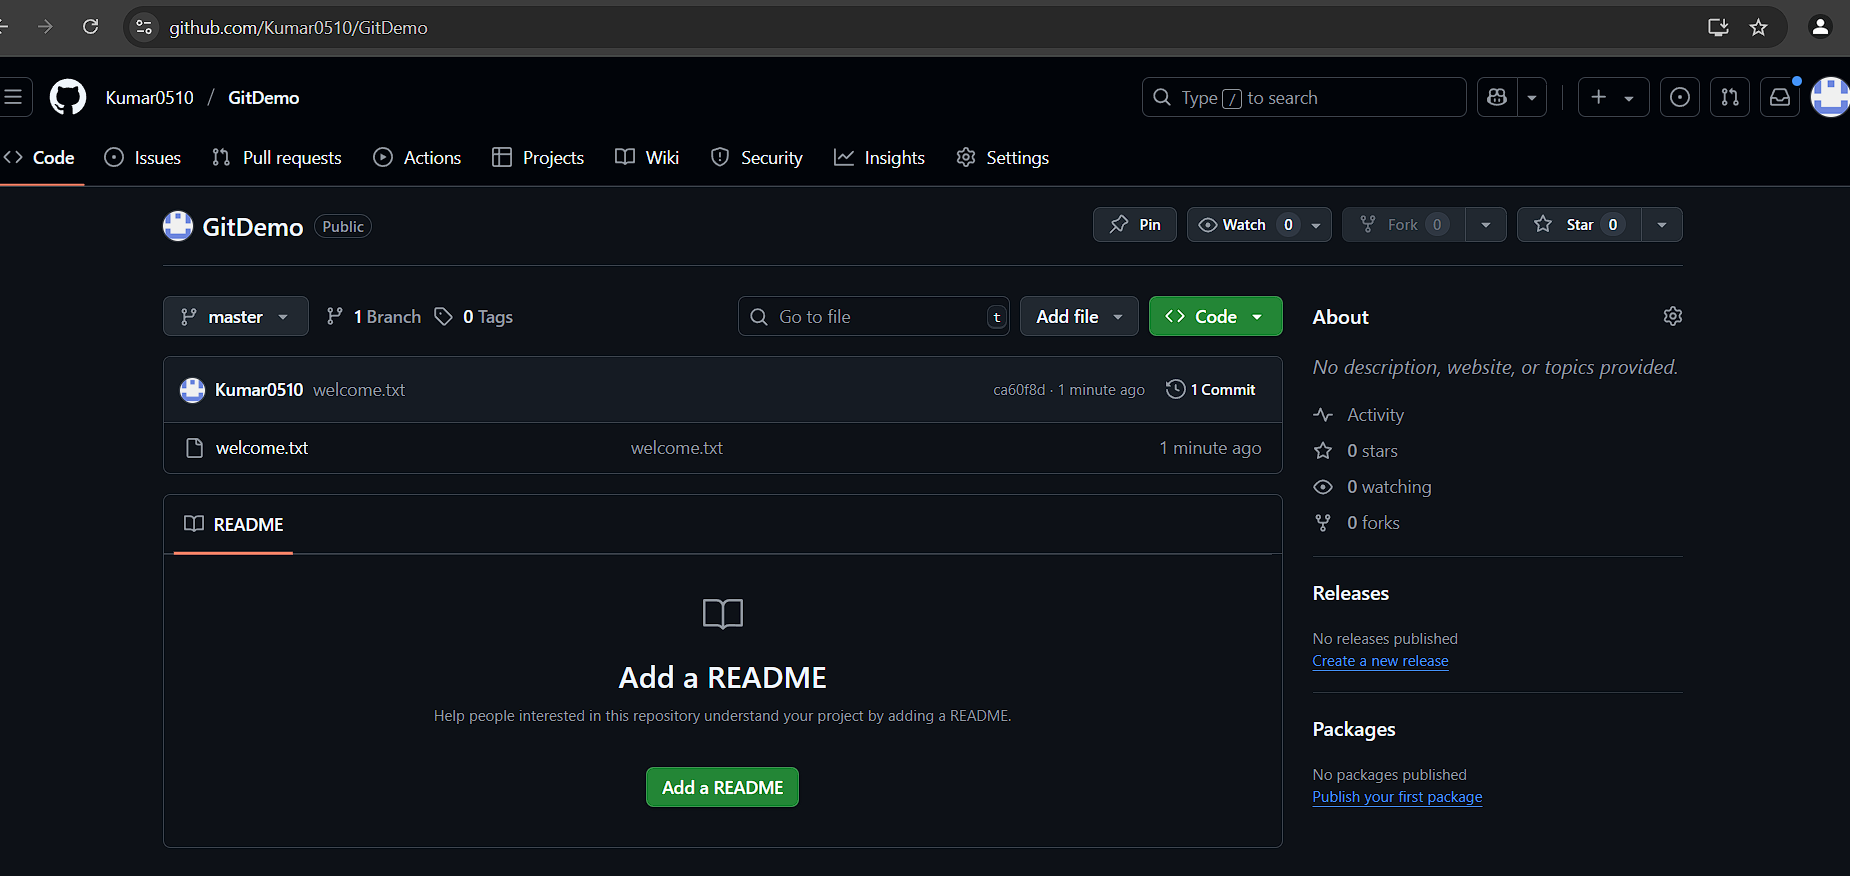 github.com/Kumar0510/GitDemo
Kumar0510 / GitDemo
Type / to search
Code Issues Pull requests Actions Projects Wiki Security Insights Settings
GitDemo Public
Pin Watch 0 Fork 0 Star 0
master 1 Branch 0 Tags Go to file t Add file Code
Kumar0510 welcome.txt ca60f8d · 1 minute ago 1 Commit
welcome.txt welcome.txt 1 minute ago
README
Add a README
Help people interested in this repository understand your project by adding a README.
Add a README
About
No description, website, or topics provided.
Activity
0 stars
0 watching
0 forks
Releases
No releases published
Create a new release
Packages
No packages published
Publish your first package